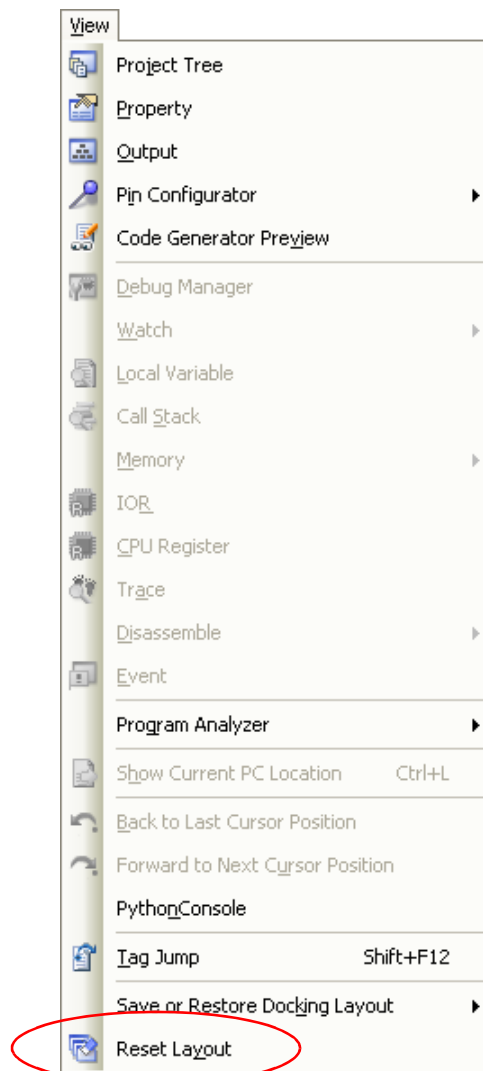 View
Project Tree
Property
Output
Pin Configurator
Code Generator Preview
Debug Manager
Watch
Local Variable
Call Stack
Memory
IOR
CPU Register
Trace
Disassemble
Event
Program Analyzer
Show Current PC Location Ctrl+L
Back to Last Cursor Position
Forward to Next Cursor Position
PythonConsole
Tag Jump Shift+F12
Save or Restore Docking Layout
Reset Layout